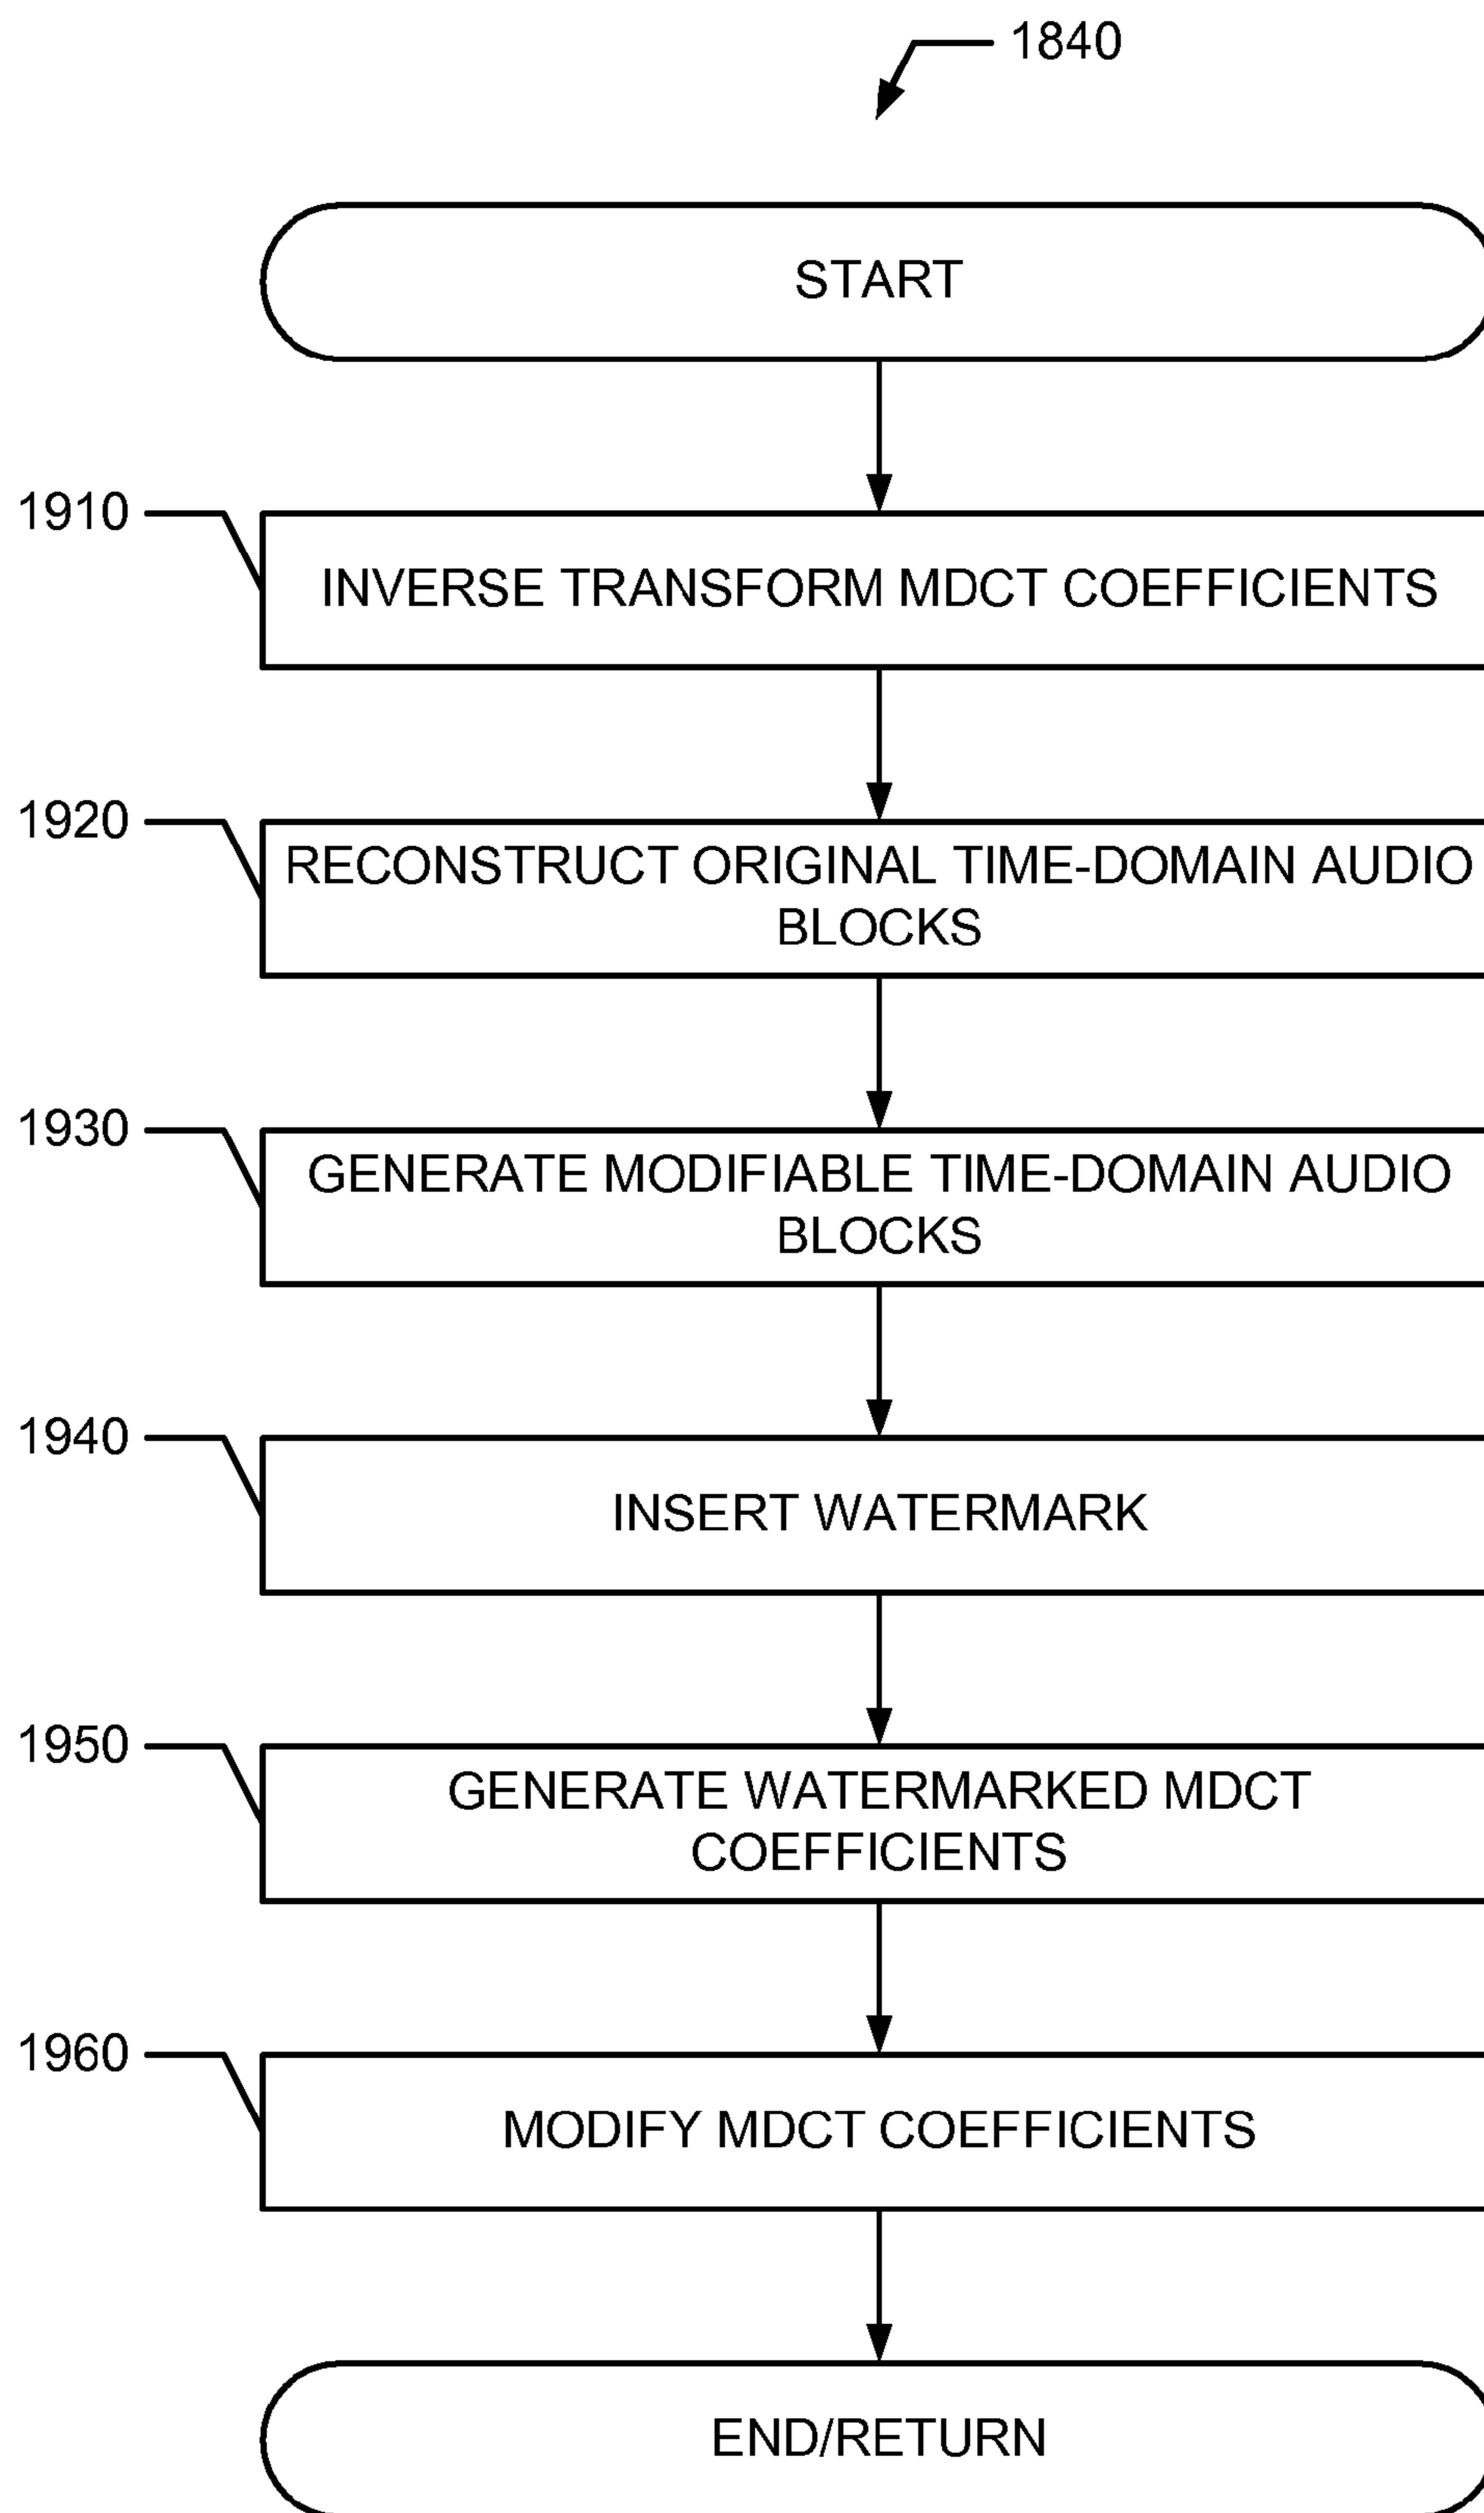 1840
START
1910
INVERSE TRANSFORM MDCT COEFFICIENTS
1920
RECONSTRUCT ORIGINAL TIME-DOMAIN AUDIO
BLOCKS
1930
GENERATE MODIFIABLE TIME-DOMAIN AUDIO
BLOCKS
1940
INSERT WATERMARK
1950
GENERATE WATERMARKED MDCT
COEFFICIENTS
1960
MODIFY MDCT COEFFICIENTS
END/RETURN